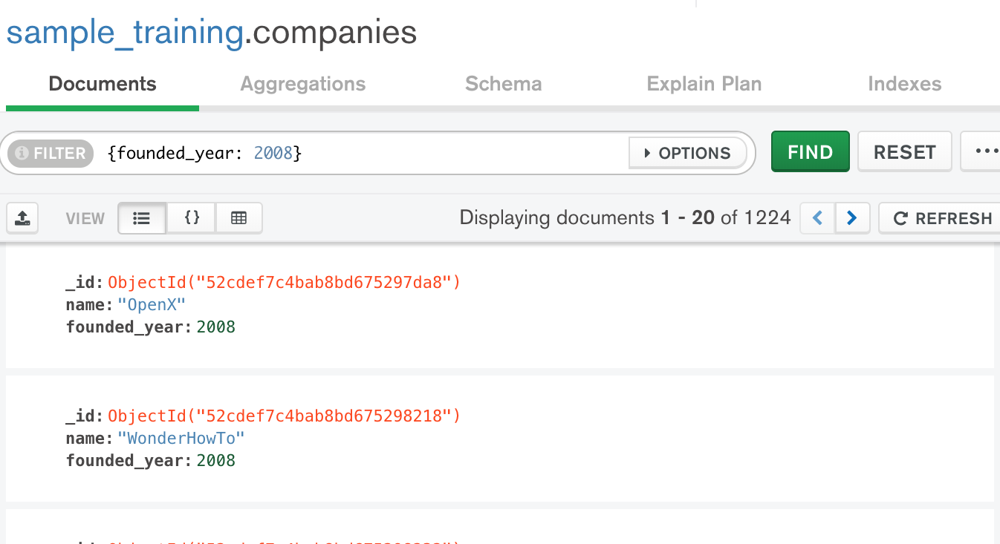 sample_training.companies
Documents Aggregations Schema Explain Plan Indexes
FILTER {founded_year: 2008} OPTIONS FIND RESET ...
VIEW {} Displaying documents 1 - 20 of 1224 REFRESH
_id: ObjectId("52cdef7c4bab8bd675297da8")
name: "OpenX"
founded_year: 2008
_id: ObjectId("52cdef7c4bab8bd675298218")
name: "WonderHowTo"
founded_year: 2008